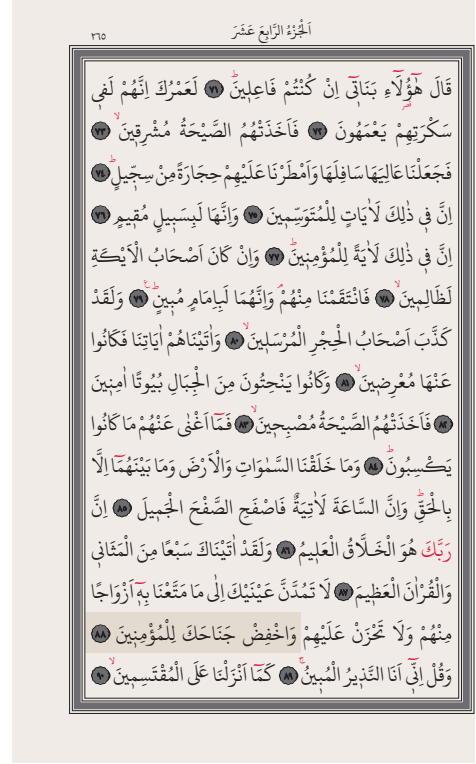 اَلْجُزْءُ الرَّابِعَ عَشَرَ
٢٦٥
قَالَ هٰٓؤُ۬لَٓاءِ بَنَات۪ٓي اِنْ كُنْتُمْ فَاعِل۪ينَۜ ﴿٧١﴾ لَعَمْرُكَ اِنَّهُمْ لَف۪ي
سَكْرَتِهِمْ يَعْمَهُونَ ﴿٧٢﴾ فَاَخَذَتْهُمُ الصَّيْحَةُ مُشْرِق۪ينَۙ ﴿٧٣﴾
فَجَعَلْنَا عَالِيَهَا سَافِلَهَا وَاَمْطَرْنَا عَلَيْهِمْ حِجَارَةً مِنْ سِجّ۪يلٍۜ ﴿٧٤﴾
اِنَّ ف۪ي ذٰلِكَ لَاٰيَاتٍ لِلْمُتَوَسِّم۪ينَ ﴿٧٥﴾ وَاِنَّهَا لَبِسَب۪يلٍ مُق۪يمٍ ﴿٧٦﴾
اِنَّ ف۪ي ذٰلِكَ لَاٰيَةً لِلْمُؤْمِن۪ينَۜ ﴿٧٧﴾ وَاِنْ كَانَ اَصْحَابُ الْاَيْكَةِ
لَظَالِم۪ينَۙ ﴿٧٨﴾ فَانْتَقَمْنَا مِنْهُمْۢ وَاِنَّهُمَا لَبِاِمَامٍ مُب۪ينٍۜ۟ ﴿٧٩﴾ وَلَقَدْ
كَذَّبَ اَصْحَابُ الْحِجْرِ الْمُرْسَل۪ينَۙ ﴿٨٠﴾ وَاٰتَيْنَاهُمْ اٰيَاتِنَا فَكَانُوا
عَنْهَا مُعْرِض۪ينَۙ ﴿٨١﴾ وَكَانُوا يَنْحِتُونَ مِنَ الْجِبَالِ بُيُوتًا اٰمِن۪ينَ
﴿٨٢﴾ فَاَخَذَتْهُمُ الصَّيْحَةُ مُصْبِح۪ينَۙ ﴿٨٣﴾ فَمَٓا اَغْنٰى عَنْهُمْ مَا كَانُوا
يَكْسِبُونَۜ ﴿٨٤﴾ وَمَا خَلَقْنَا السَّمٰوَاتِ وَالْاَرْضَ وَمَا بَيْنَهُمَٓا اِلَّا
بِالْحَقِّۜ وَاِنَّ السَّاعَةَ لَاٰتِيَةٌ فَاصْفَحِ الصَّفْحَ الْجَم۪يلَ ﴿٨٥﴾ اِنَّ
رَبَّكَ هُوَ الْخَلَّاقُ الْعَل۪يمُ ﴿٨٦﴾ وَلَقَدْ اٰتَيْنَاكَ سَبْعًا مِنَ الْمَثَان۪ي
وَالْقُرْاٰنَ الْعَظ۪يمَ ﴿٨٧﴾ لَا تَمُدَّنَّ عَيْنَيْكَ اِلٰى مَا مَتَّعْنَا بِه۪ٓ اَزْوَاجًا
مِنْهُمْ وَلَا تَحْزَنْ عَلَيْهِمْ وَاخْفِضْ جَنَاحَكَ لِلْمُؤْمِن۪ينَ ﴿٨٨﴾
وَقُلْ اِنّ۪ٓي اَنَا النَّذ۪يرُ الْمُب۪ينُۚ ﴿٨٩﴾ كَمَٓا اَنْزَلْنَا عَلَى الْمُقْتَسِم۪ينَۙ ﴿٩٠﴾